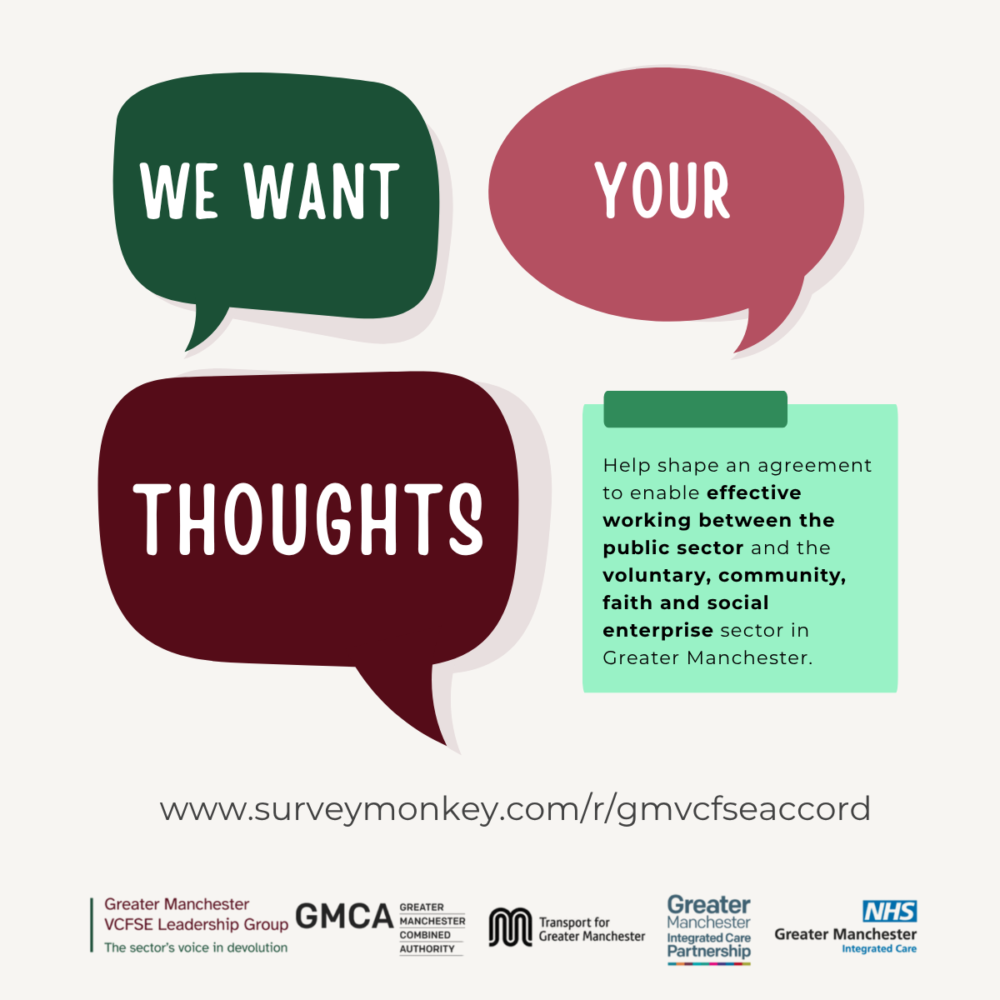 WE WANT
YOUR
THOUGHTS
Help shape an agreement
to enable effective
working between the
public sector and the
voluntary, community,
faith and social
enterprise sector in
Greater Manchester.
www.surveymonkey.com/r/gmvcfseaccord
Greater Manchester
VCFSE Leadership Group
The sector's voice in devolution
GMCA
GREATER
MANCHESTER
COMBINED
AUTHORITY
Transport for
Greater Manchester
Greater
Manchester
Integrated Care
Partnership
NHS
Greater Manchester
Integrated Care